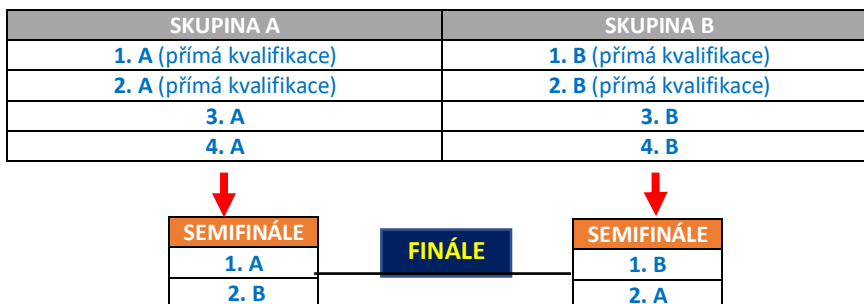 SKUPINA A SKUPINA B
1. A (přímá kvalifikace) 1. B (přímá kvalifikace)
2. A (přímá kvalifikace) 2. B (přímá kvalifikace)
3. A 3. B
4. A 4. B
SEMIFINÁLE FINÁLE SEMIFINÁLE
1. A 1. B
2. B 2. A